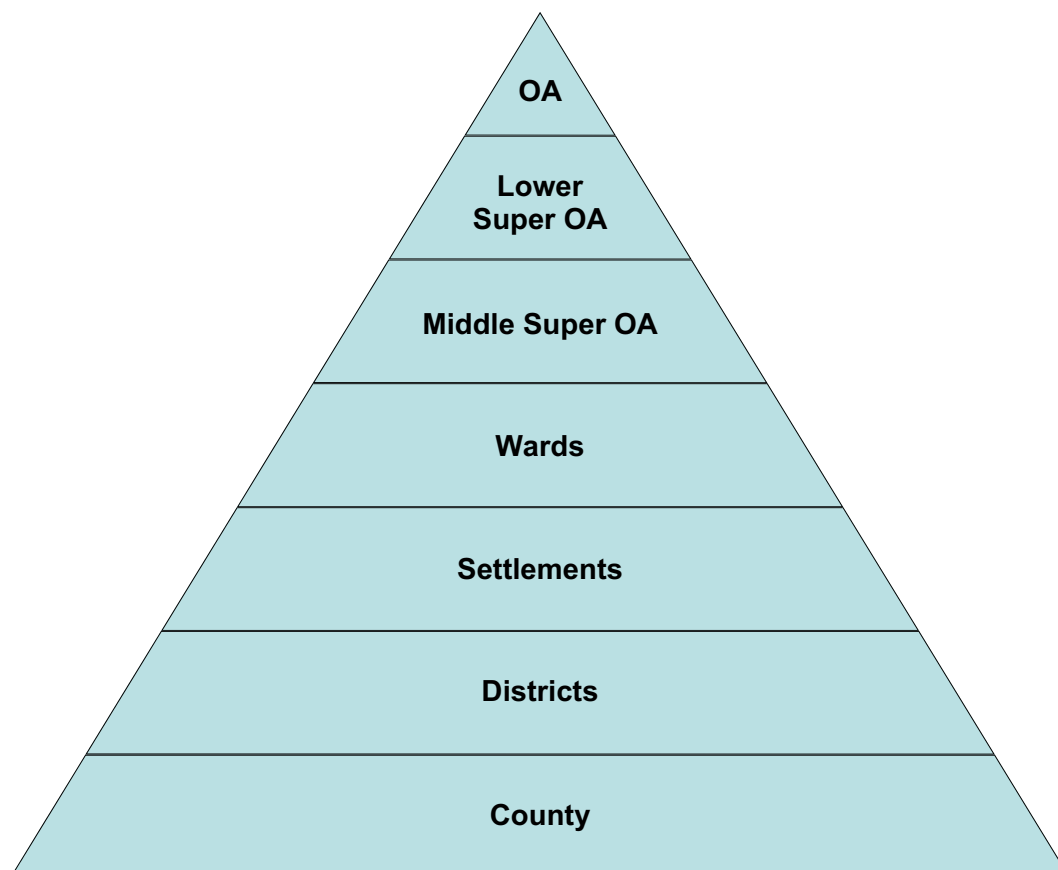 OA
Lower
Super OA
Middle Super OA
Wards
Settlements
Districts
County